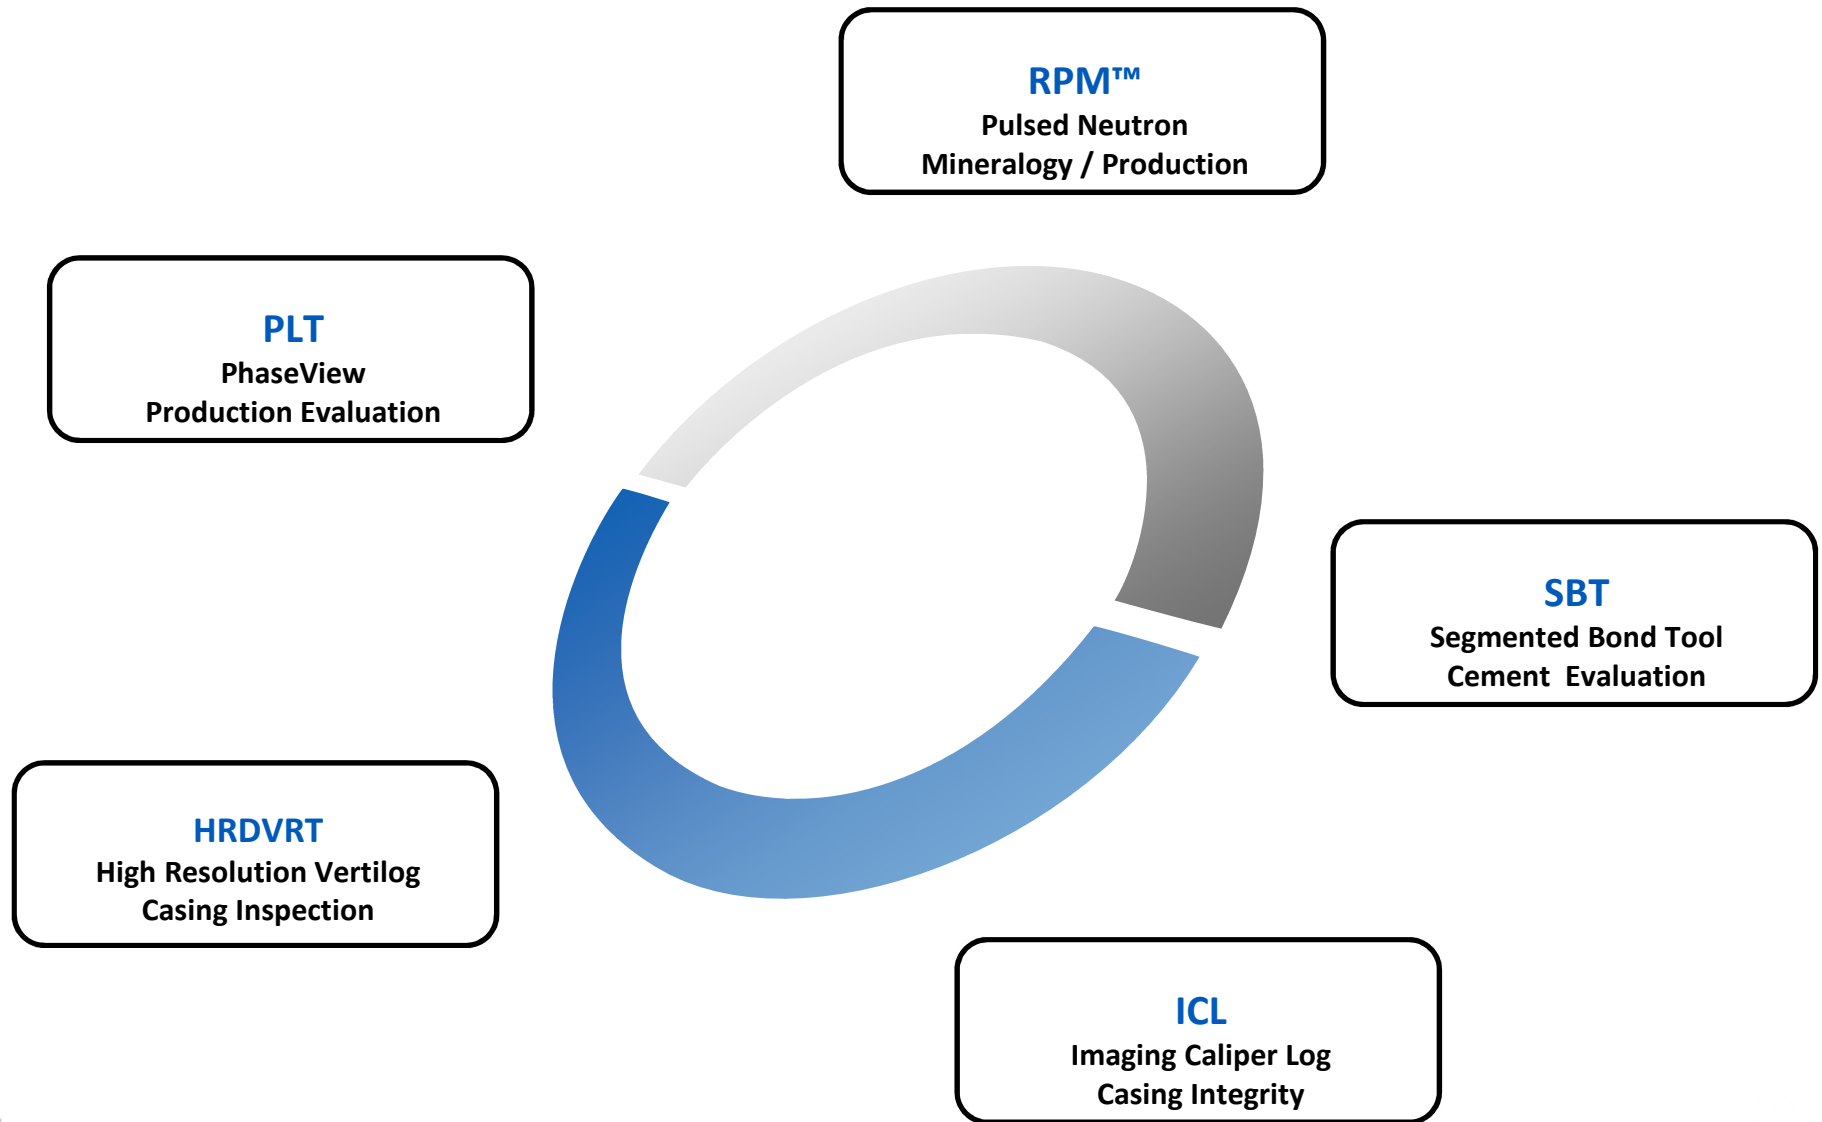 RPM™
Pulsed Neutron
Mineralogy / Production
PLT
PhaseView
Production Evaluation
SBT
Segmented Bond Tool
Cement  Evaluation
HRDVRT
High Resolution Vertilog
Casing Inspection
ICL
Imaging Caliper Log
Casing Integrity